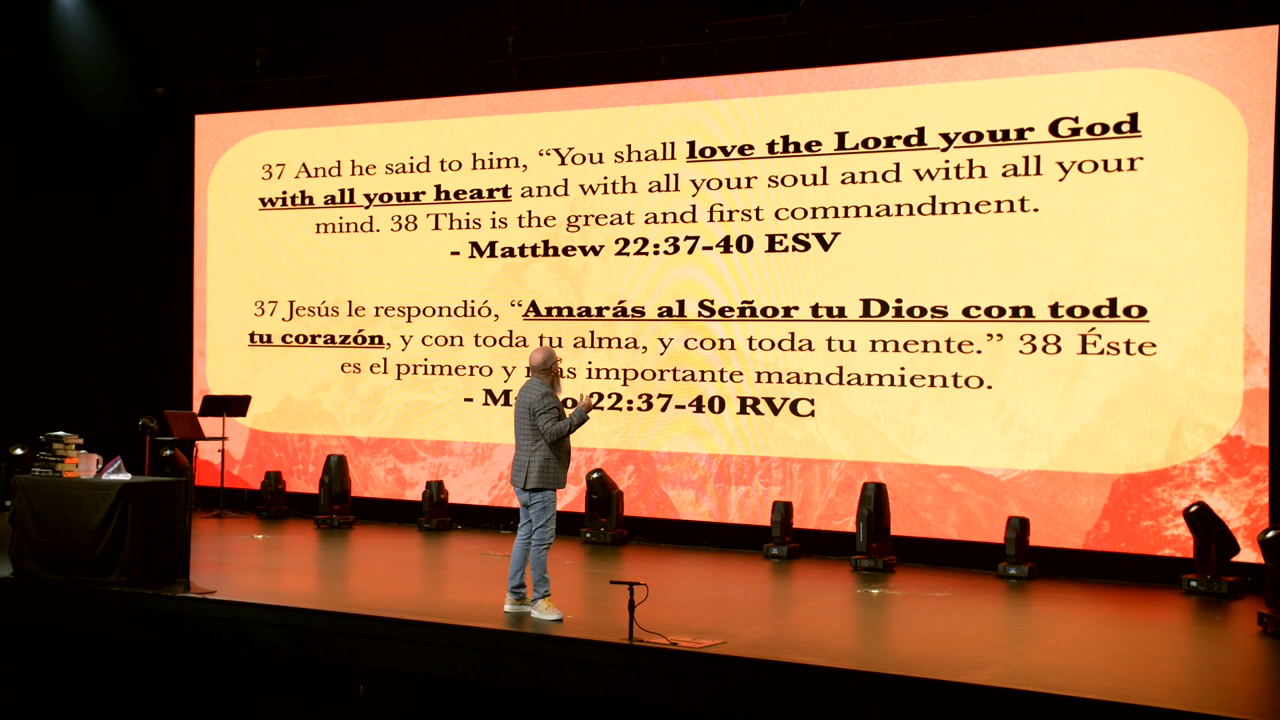 37 And he said to him, “You shall love the Lord your God
with all your heart and with all your soul and with all your
mind. 38 This is the great and first commandment.
- Matthew 22:37-40 ESV
37 Jesús le respondió, “Amarás al Señor tu Dios con todo
tu corazón, y con toda tu alma, y con toda tu mente.” 38 Éste
es el primero y importante mandamiento.
- 22:37-40 RVC